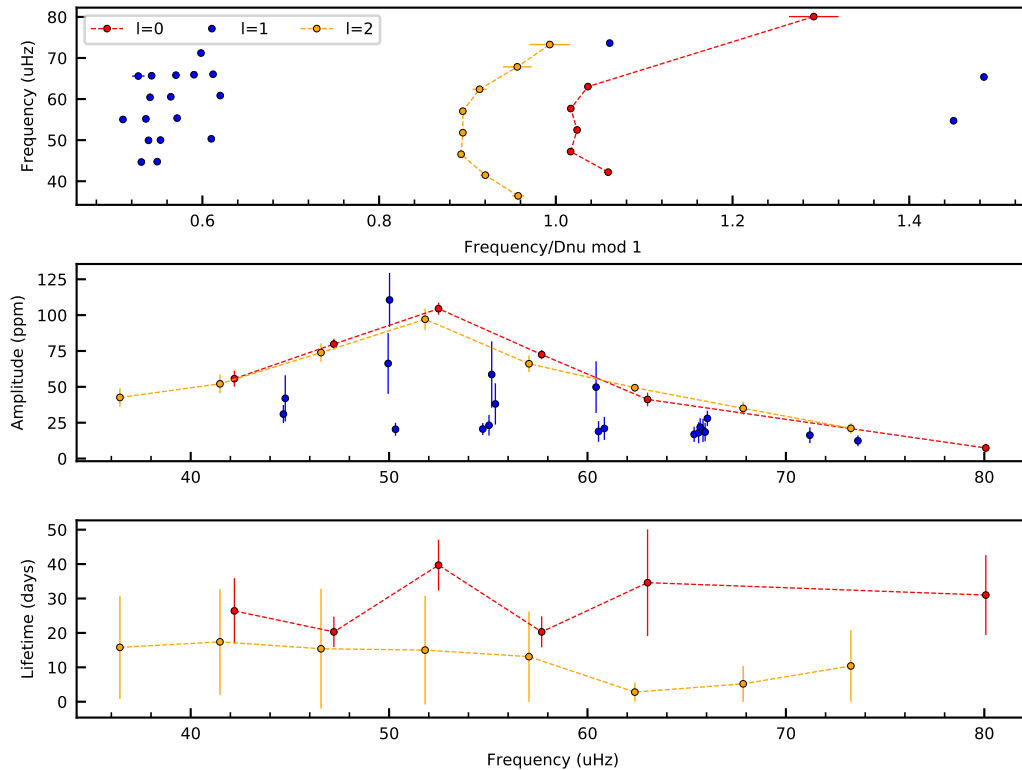 l=0 l=1 l=2
Frequency (uHz)
80
70
60
50
40
0.6 0.8 1.0 1.2 1.4
Frequency/Dnu mod 1
Amplitude (ppm)
125
100
75
50
25
0
40 50 60 70 80
Lifetime (days)
50
40
30
20
10
0
40 50 60 70 80
Frequency (uHz)